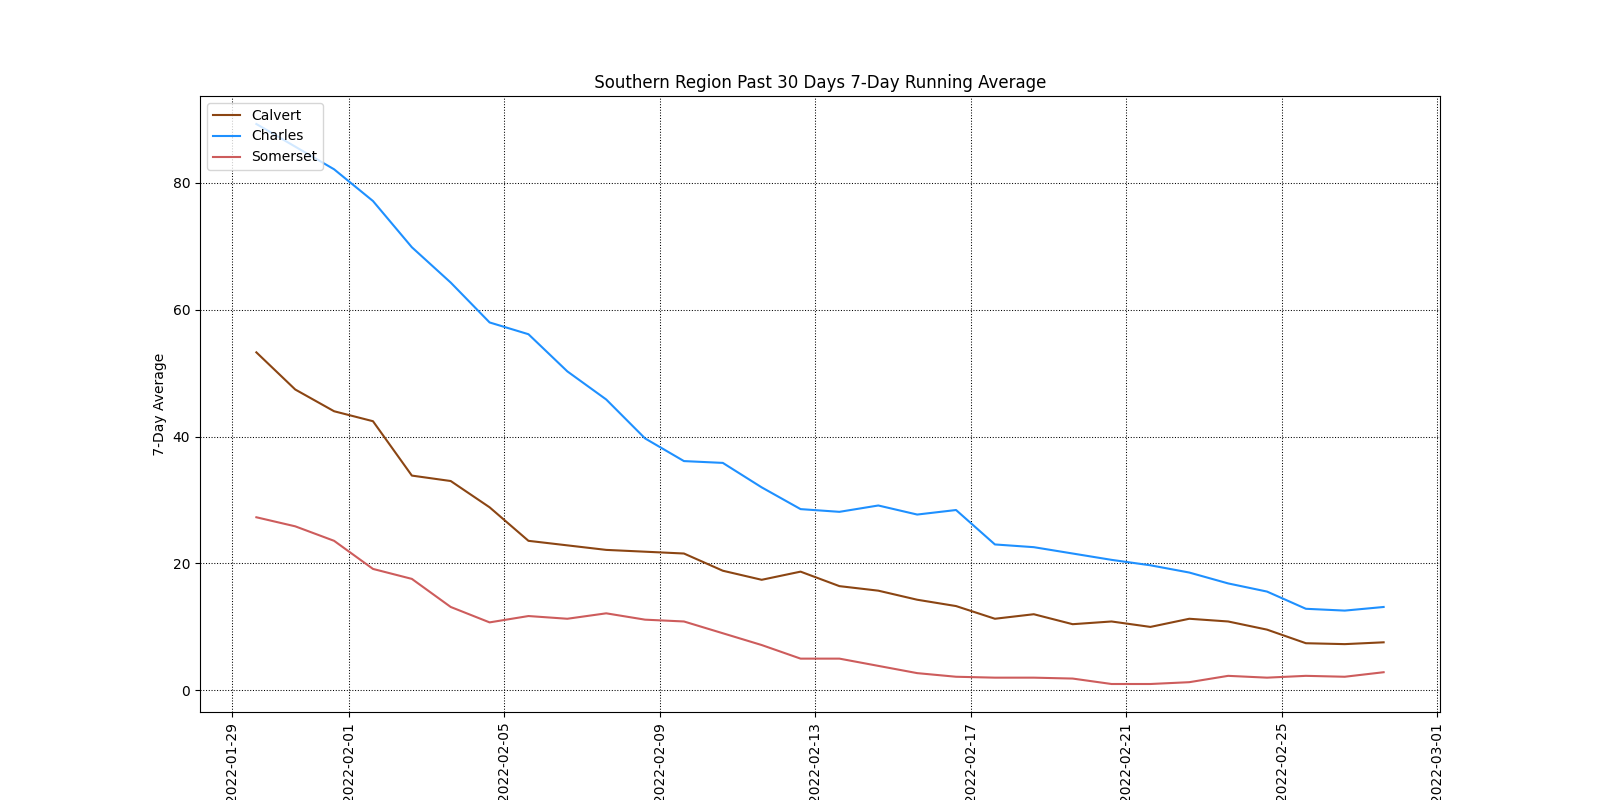 Southern Region Past 30 Days 7-Day Running Average
Calvert
Charles
Somerset
7-Day Average
80
60
40
20
0
2022-01-29
2022-02-01
2022-02-05
2022-02-09
2022-02-13
2022-02-17
2022-02-21
2022-02-25
2022-03-01